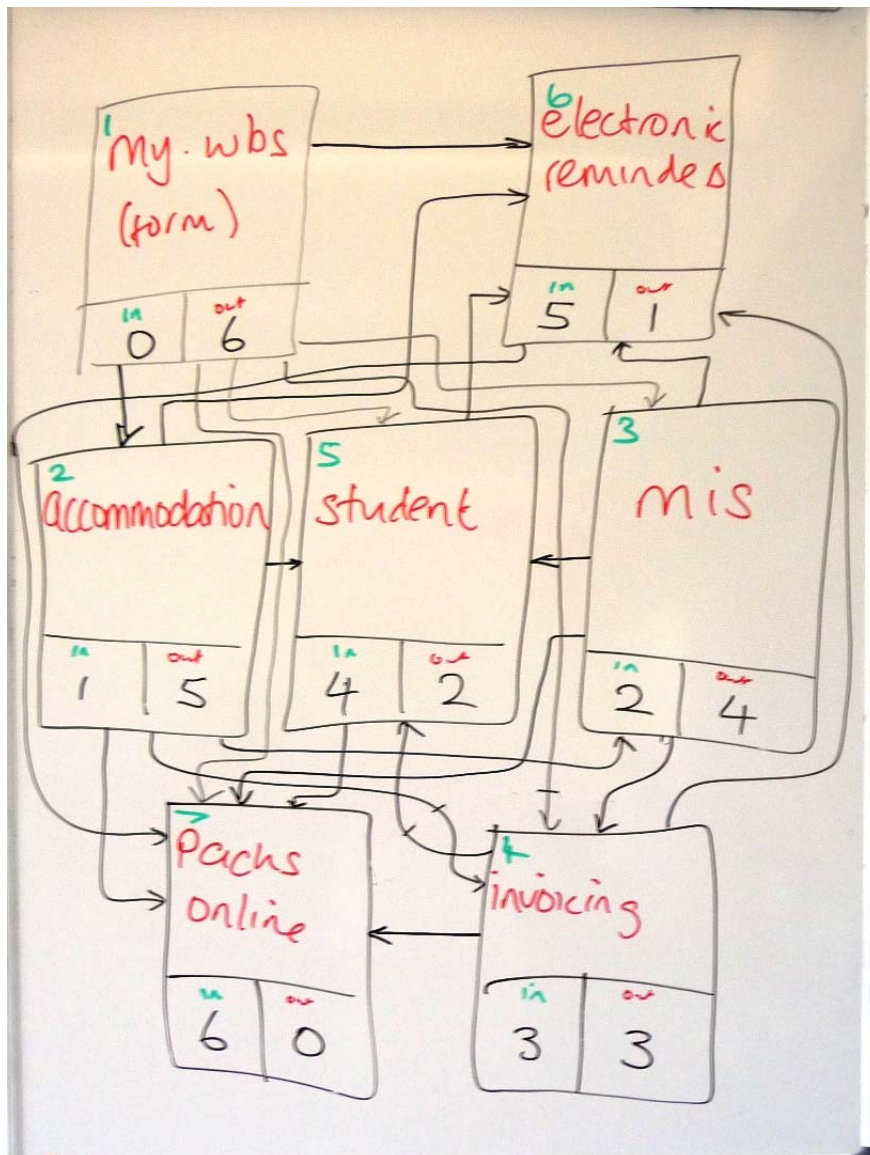 1
my.wbs
(form)
in out
0 6
6
electronic
reminders
in out
5 1
2
accommodation
in out
1 5
5
student
in out
4 2
3
mis
in out
2 4
7
Packs
online
in out
6 0
4
invoicing
in out
3 3